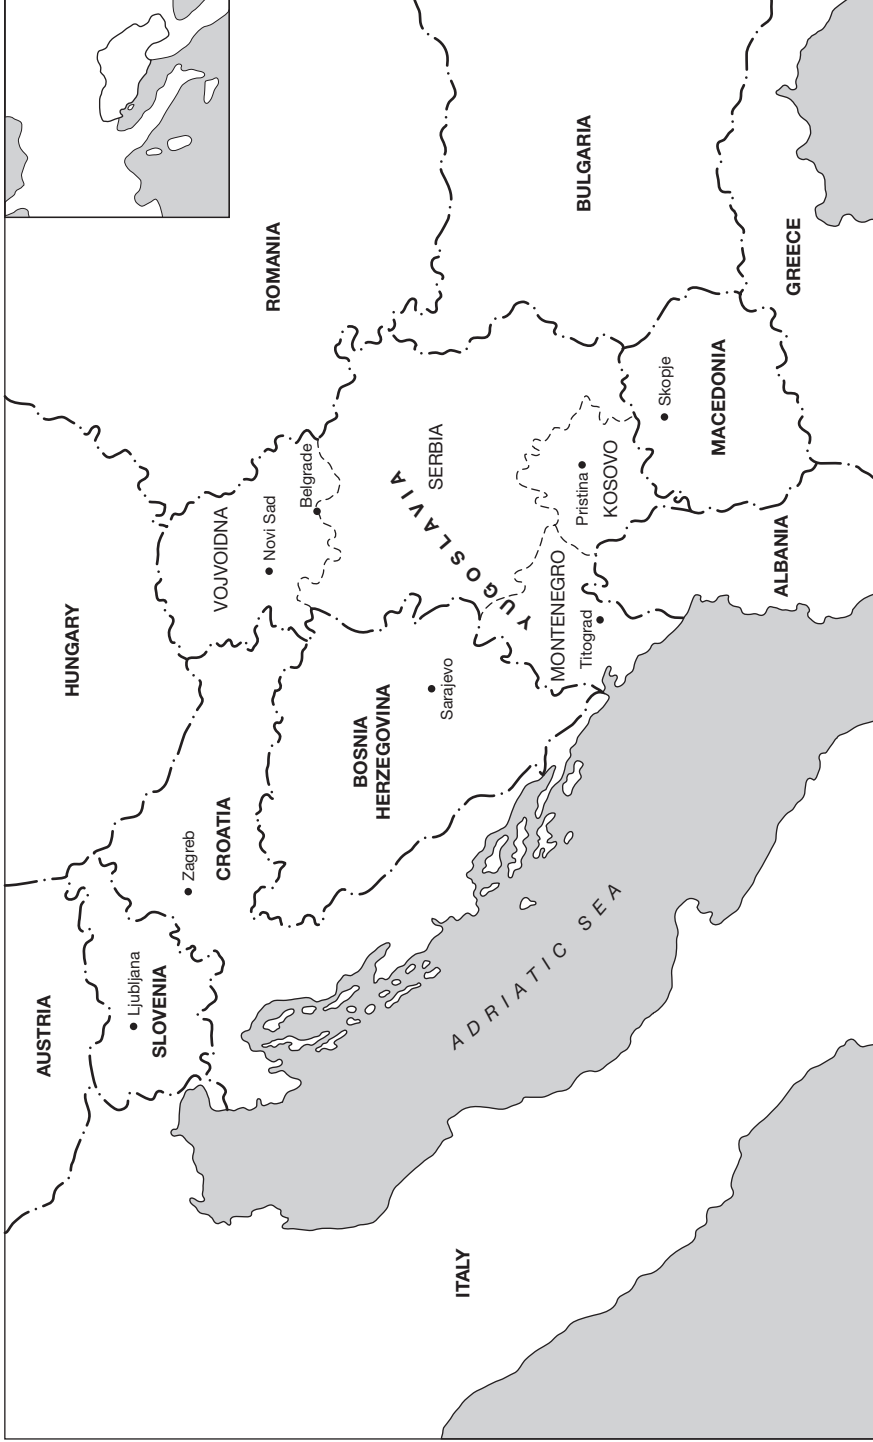 AUSTRIA
HUNGARY
ROMANIA
Ljubljana
SLOVENIA
Zagreb
CROATIA
VOJVOIDNA
Novi Sad
Belgrade
BOSNIA
HERZEGOVINA
Sarajevo
SERBIA
YUGOSLAVIA
BULGARIA
ITALY
ADRIATIC SEA
MONTENEGRO
Titograd
Pristina
KOSOVO
Skopje
MACEDONIA
ALBANIA
GREECE